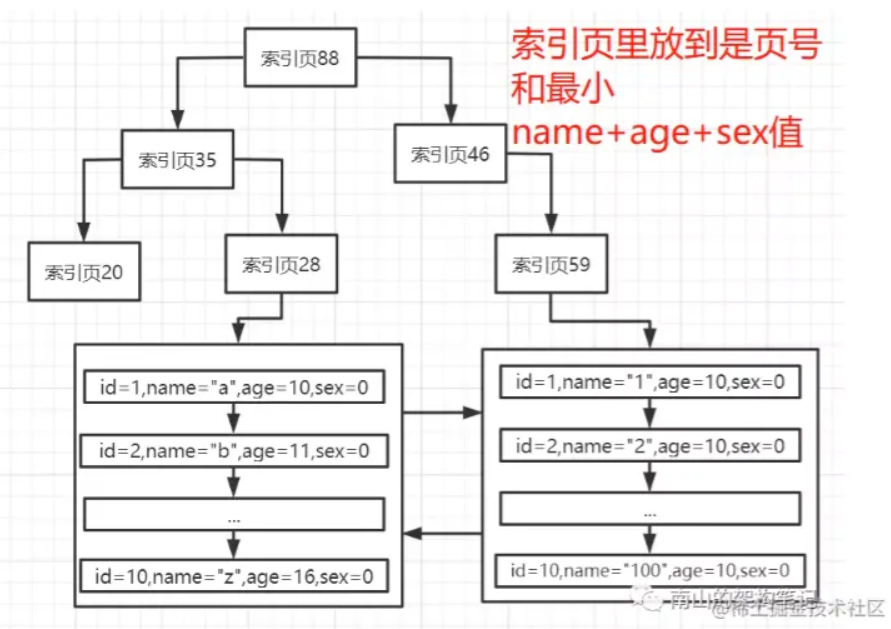 索引页88
索引页里放到是页号
和最小
name+age+sex值
索引页35
索引页46
索引页20
索引页28
索引页59
id=1,name="a",age=10,sex=0
id=2,name="b",age=11,sex=0
...
id=10,name="z",age=16,sex=0
id=1,name="1",age=10,sex=0
id=2,name="2",age=10,sex=0
...
id=10,name="100",age=10,sex=0
南山的架构笔记
@稀土掘金技术社区